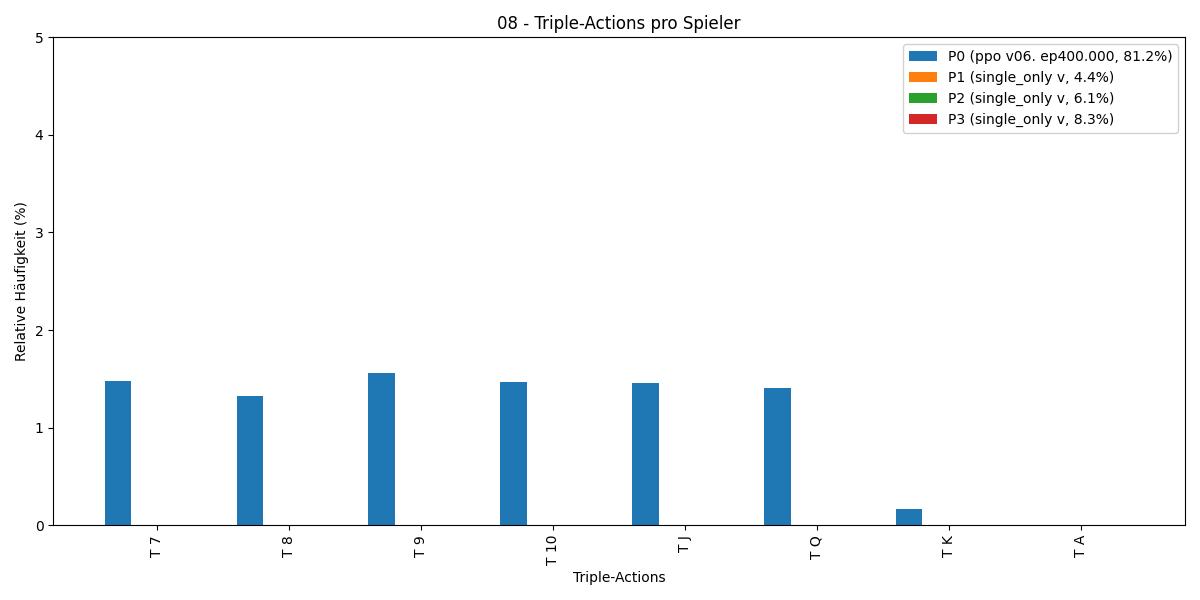 08 - Triple-Actions pro Spieler
P0 (ppo v06. ep400.000, 81.2%)
P1 (single_only v, 4.4%)
P2 (single_only v, 6.1%)
P3 (single_only v, 8.3%)
Relative Häufigkeit (%)
5
4
3
2
1
0
T 7
T 8
T 9
T 10
T J
T Q
T K
T A
Triple-Actions